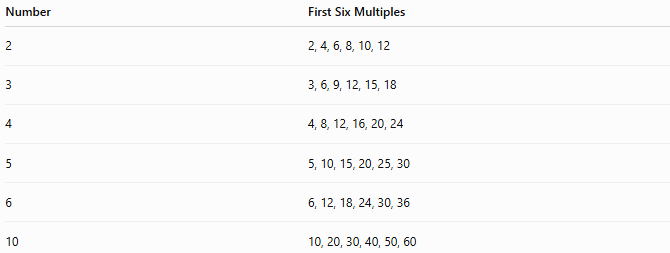 Number First Six Multiples
2 2, 4, 6, 8, 10, 12
3 3, 6, 9, 12, 15, 18
4 4, 8, 12, 16, 20, 24
5 5, 10, 15, 20, 25, 30
6 6, 12, 18, 24, 30, 36
10 10, 20, 30, 40, 50, 60